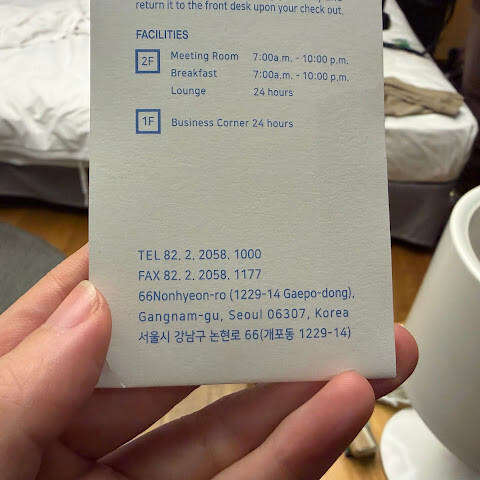 return it to the front desk upon your check out.
FACILITIES
2F Meeting Room 7:00a.m. - 10:00 p.m.
Breakfast 7:00a.m. - 10:00 p.m.
Lounge 24 hours
1F Business Corner 24 hours
TEL 82. 2. 2058. 1000
FAX 82. 2. 2058. 1177
66Nonhyeon-ro (1229-14 Gaepo-dong),
Gangnam-gu, Seoul 06307, Korea
서울시 강남구 논현로 66(개포동 1229-14)